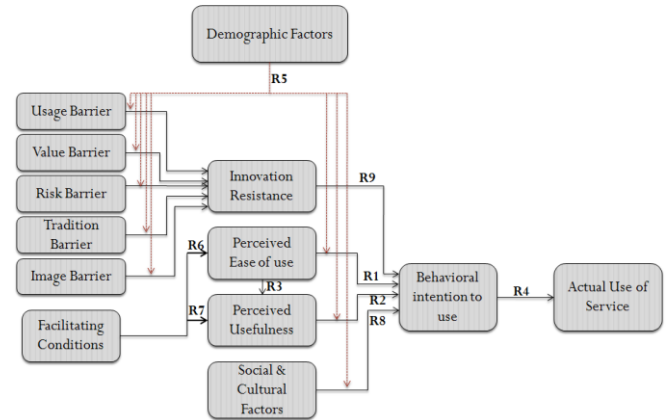 Demographic Factors
R5
Usage Barrier
Value Barrier
Risk Barrier
Tradition
Barrier
Image Barrier
Facilitating
Conditions
Innovation
Resistance
R9
R6
Perceived
Ease of use
R1
R3
R7
Perceived
Usefulness
R2
R8
Social &
Cultural
Factors
Behavioral
intention to
use
R4
Actual Use of
Service